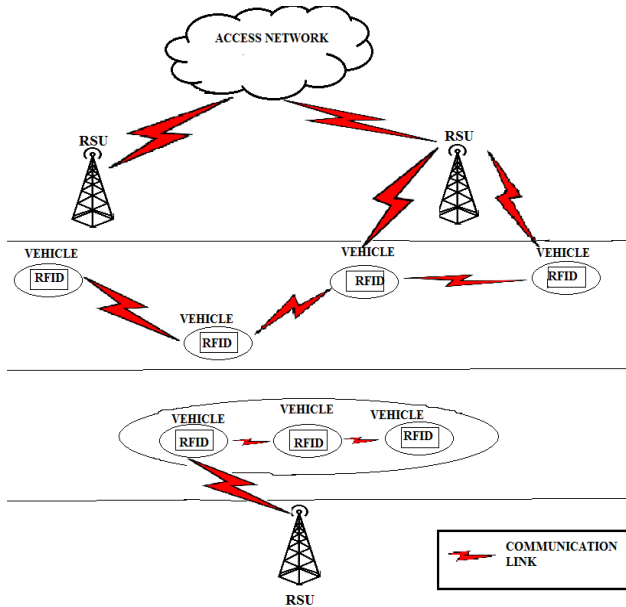 ACCESS NETWORK
RSU
RSU
VEHICLE
RFID
VEHICLE
RFID
VEHICLE
RFID
VEHICLE
RFID
VEHICLE
RFID
VEHICLE
RFID
VEHICLE
RFID
RSU
COMMUNICATION
LINK